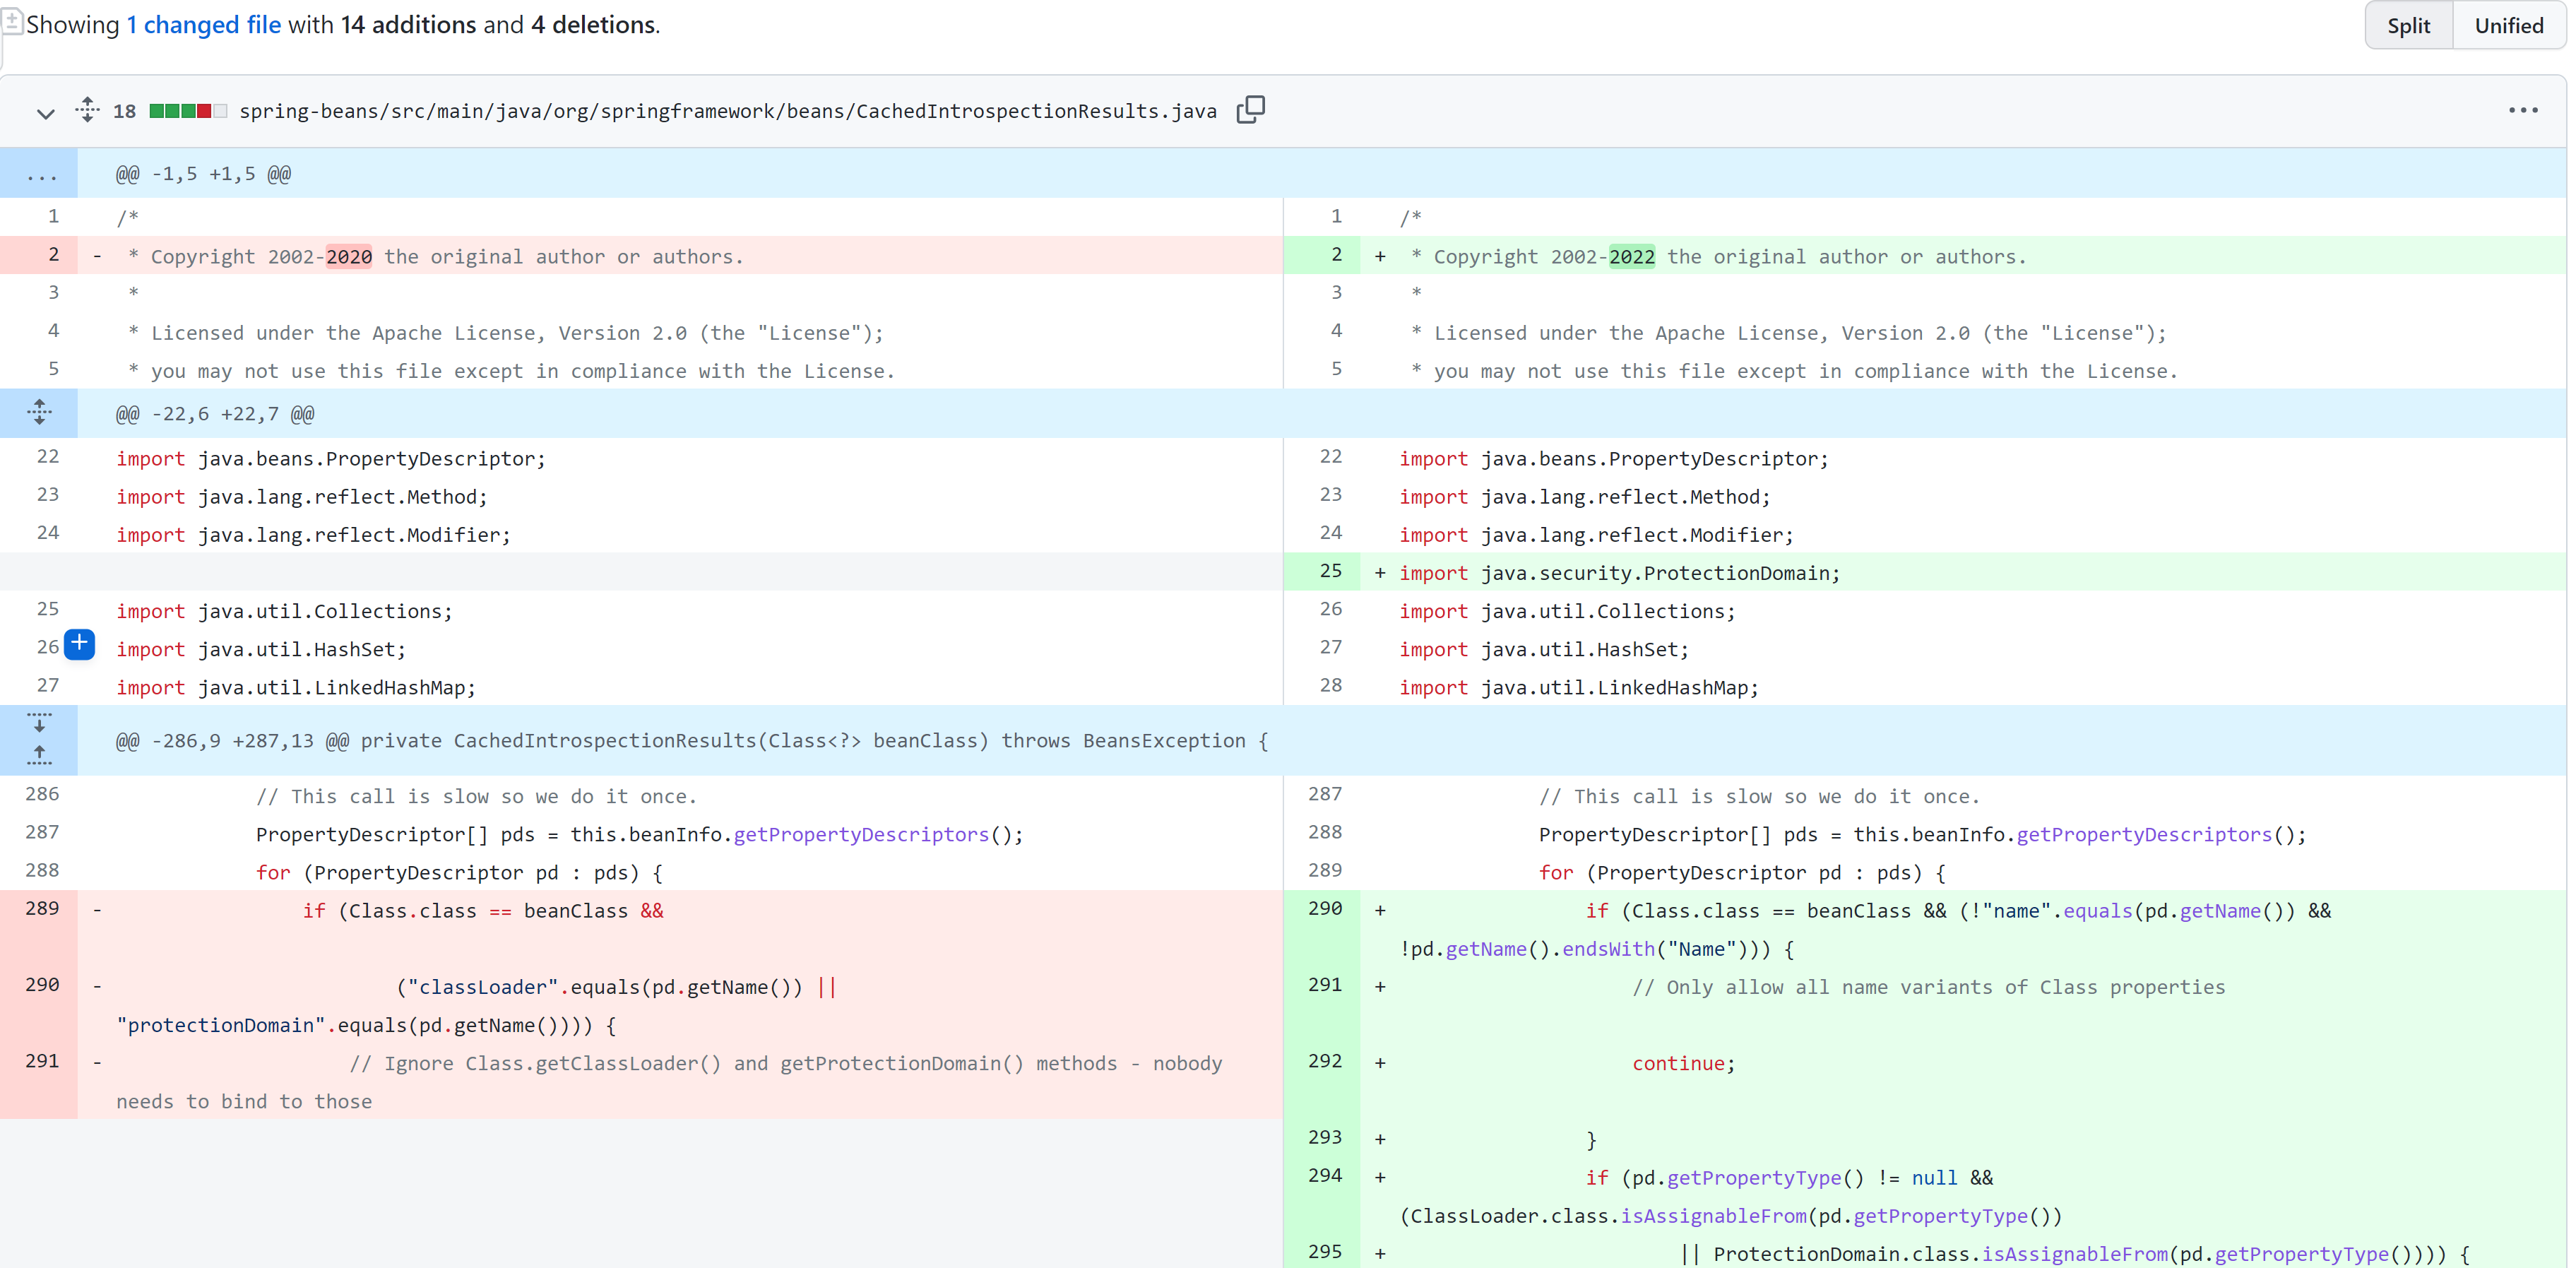 Showing 1 changed file with 14 additions and 4 deletions.
Split Unified
18 spring-beans/src/main/java/org/springframework/beans/CachedIntrospectionResults.java
... @@ -1,5 +1,5 @@
1 /*
2 - * Copyright 2002-2020 the original author or authors.
3 *
4 * Licensed under the Apache License, Version 2.0 (the "License");
5 * you may not use this file except in compliance with the License.
1 /*
2 + * Copyright 2002-2022 the original author or authors.
3 *
4 * Licensed under the Apache License, Version 2.0 (the "License");
5 * you may not use this file except in compliance with the License.
@@ -22,6 +22,7 @@
22 import java.beans.PropertyDescriptor;
23 import java.lang.reflect.Method;
24 import java.lang.reflect.Modifier;
25 import java.util.Collections;
26 import java.util.HashSet;
27 import java.util.LinkedHashMap;
22 import java.beans.PropertyDescriptor;
23 import java.lang.reflect.Method;
24 import java.lang.reflect.Modifier;
25 + import java.security.ProtectionDomain;
26 import java.util.Collections;
27 import java.util.HashSet;
28 import java.util.LinkedHashMap;
@@ -286,9 +287,13 @@ private CachedIntrospectionResults(Class<?> beanClass) throws BeansException {
286 // This call is slow so we do it once.
287 PropertyDescriptor[] pds = this.beanInfo.getPropertyDescriptors();
288 for (PropertyDescriptor pd : pds) {
289 - if (Class.class == beanClass &&
290 - ("classLoader".equals(pd.getName()) ||
"protectionDomain".equals(pd.getName()))) {
291 - // Ignore Class.getClassLoader() and getProtectionDomain() methods - nobody
needs to bind to those
287 // This call is slow so we do it once.
288 PropertyDescriptor[] pds = this.beanInfo.getPropertyDescriptors();
289 for (PropertyDescriptor pd : pds) {
290 + if (Class.class == beanClass && (!"name".equals(pd.getName()) &&
!pd.getName().endsWith("Name"))) {
291 + // Only allow all name variants of Class properties
292 + continue;
293 + }
294 + if (pd.getPropertyType() != null &&
(ClassLoader.class.isAssignableFrom(pd.getPropertyType())
295 + || ProtectionDomain.class.isAssignableFrom(pd.getPropertyType()))) {